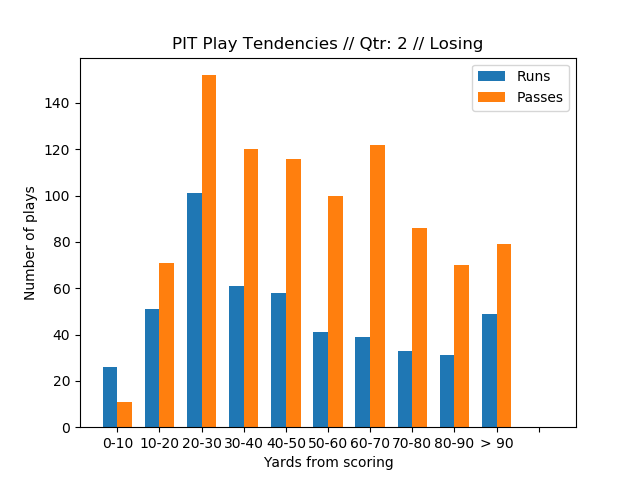 PIT Play Tendencies // Qtr: 2 // Losing
Runs
Passes
Number of plays
140
120
100
80
60
40
20
0
0-10 10-20 20-30 30-40 40-50 50-60 60-70 70-80 80-90 > 90
Yards from scoring